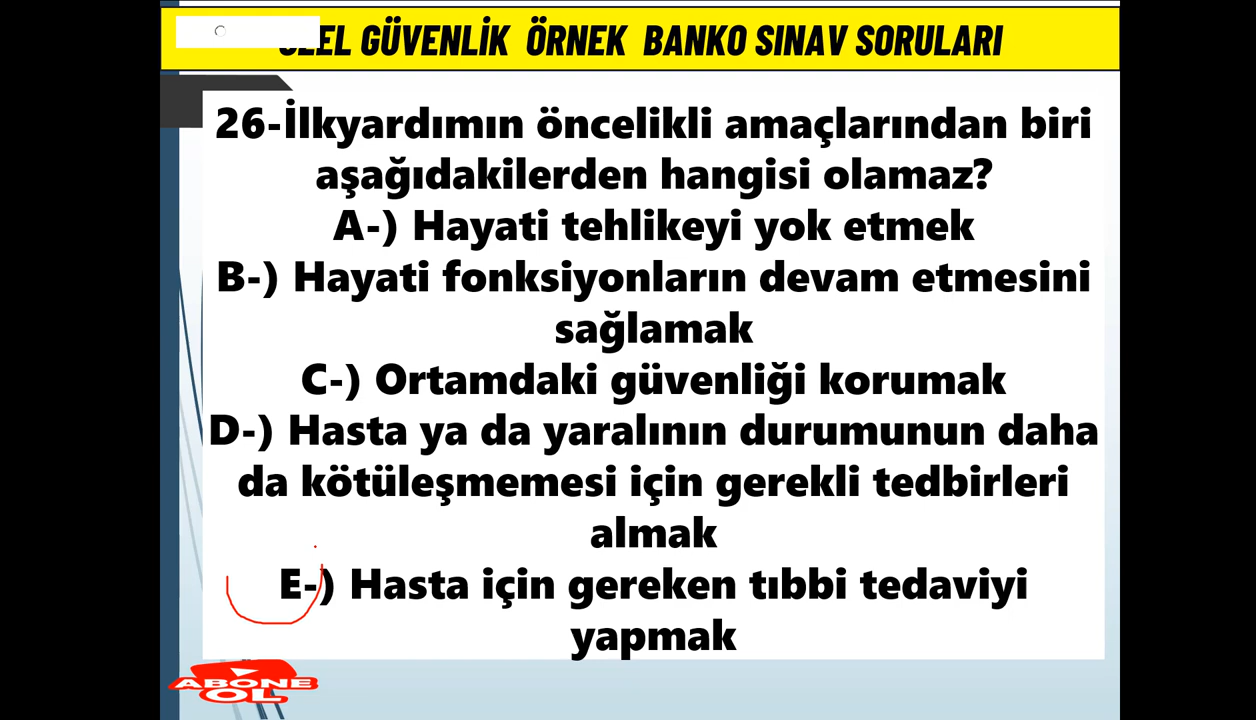 ÖZEL GÜVENLİK ÖRNEK BANKO SINAV SORULARI
26-İlkyardımın öncelikli amaçlarından biri
aşağıdakilerden hangisi olamaz?
A-) Hayati tehlikeyi yok etmek
B-) Hayati fonksiyonların devam etmesini
sağlamak
C-) Ortamdaki güvenliği korumak
D-) Hasta ya da yaralının durumunun daha
da kötüleşmemesi için gerekli tedbirleri
almak
E-) Hasta için gereken tıbbi tedaviyi
yapmak
ABONE
OL